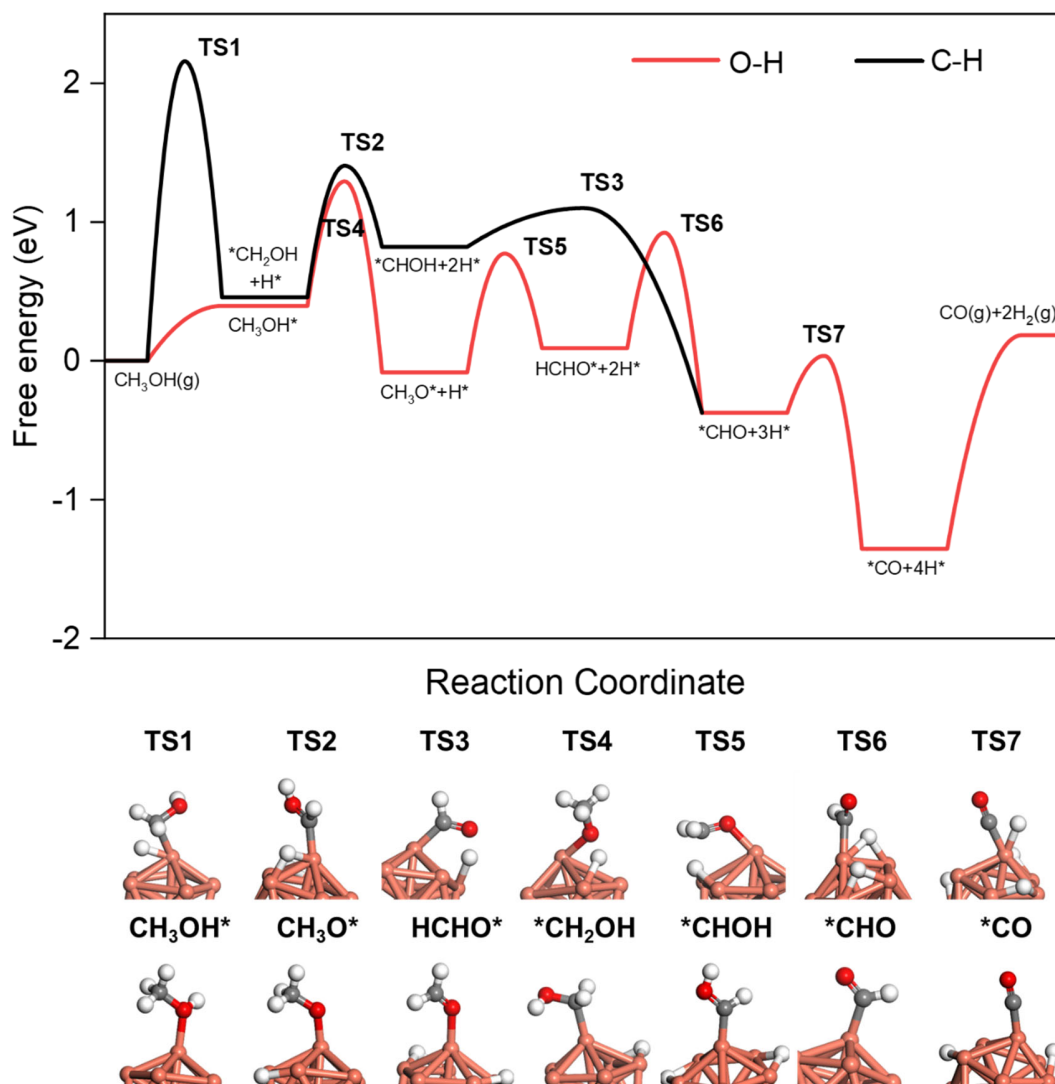 TS1
O-H
C-H
2
TS2
TS3
1
TS4
TS5
TS6
*CH₂OH
+H*
*CHOH+2H*
CO(g)+2H₂(g)
CH₃OH*
TS7
0
CH₃OH(g)
CH₃O*+H*
HCHO*+2H*
*CHO+3H*
-1
*CO+4H*
-2
Free energy (eV)
Reaction Coordinate
TS1 TS2 TS3 TS4 TS5 TS6 TS7
CH₃OH* CH₃O* HCHO* *CH₂OH *CHOH *CHO *CO